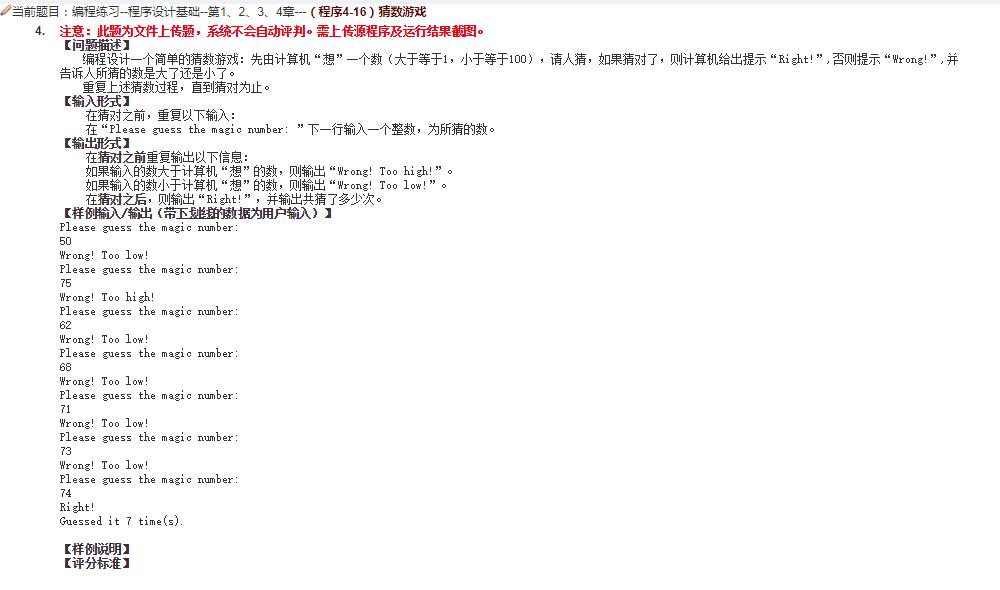 当前题目：编程练习--程序设计基础--第1、2、3、4章---（程序4-16）猜数游戏
4. 注意：此题为文件上传题，系统不会自动评判。需上传源程序及运行结果截图。
【问题描述】
编程设计一个简单的猜数游戏：先由计算机“想”一个数（大于等于1，小于等于100），请人猜，如果猜对了，则计算机给出提示“Right!”,否则提示“Wrong!”,并
告诉人所猜的数是大了还是小了。
重复上述猜数过程，直到猜对为止。
【输入形式】
在猜对之前，重复以下输入：
在“Please guess the magic number: ”下一行输入一个整数，为所猜的数。
【输出形式】
在猜对之前重复输出以下信息：
如果输入的数大于计算机“想”的数，则输出“Wrong! Too high!”。
如果输入的数小于计算机“想”的数，则输出“Wrong! Too low!”。
在猜对之后，则输出“Right!”，并输出共猜了多少次。
【样例输入/输出（带下划线的数据为用户输入）】
Please guess the magic number:
50
Wrong! Too low!
Please guess the magic number:
75
Wrong! Too high!
Please guess the magic number:
62
Wrong! Too low!
Please guess the magic number:
68
Wrong! Too low!
Please guess the magic number:
71
Wrong! Too low!
Please guess the magic number:
73
Wrong! Too low!
Please guess the magic number:
74
Right!
Guessed it 7 time(s).
【样例说明】
【评分标准】